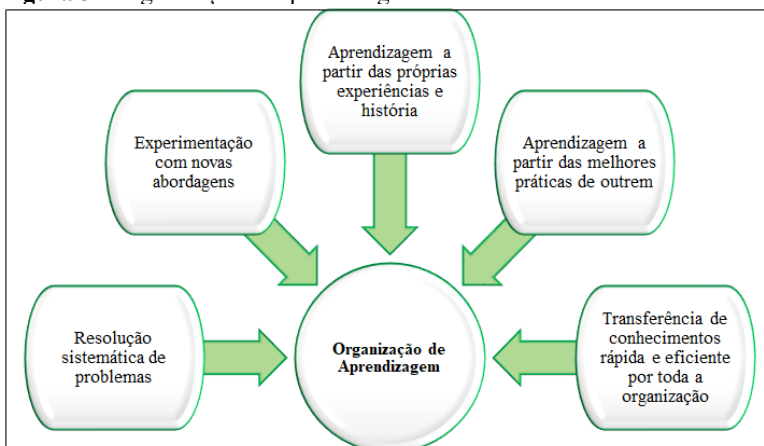 Aprendizagem a
partir das próprias
experiências e
história
Experimentação
com novas
abordagens
Aprendizagem a
partir das melhores
práticas de outrem
Resolução
sistemática de
problemas
Organização de
Aprendizagem
Transferência de
conhecimentos
rápida e eficiente
por toda a
organização